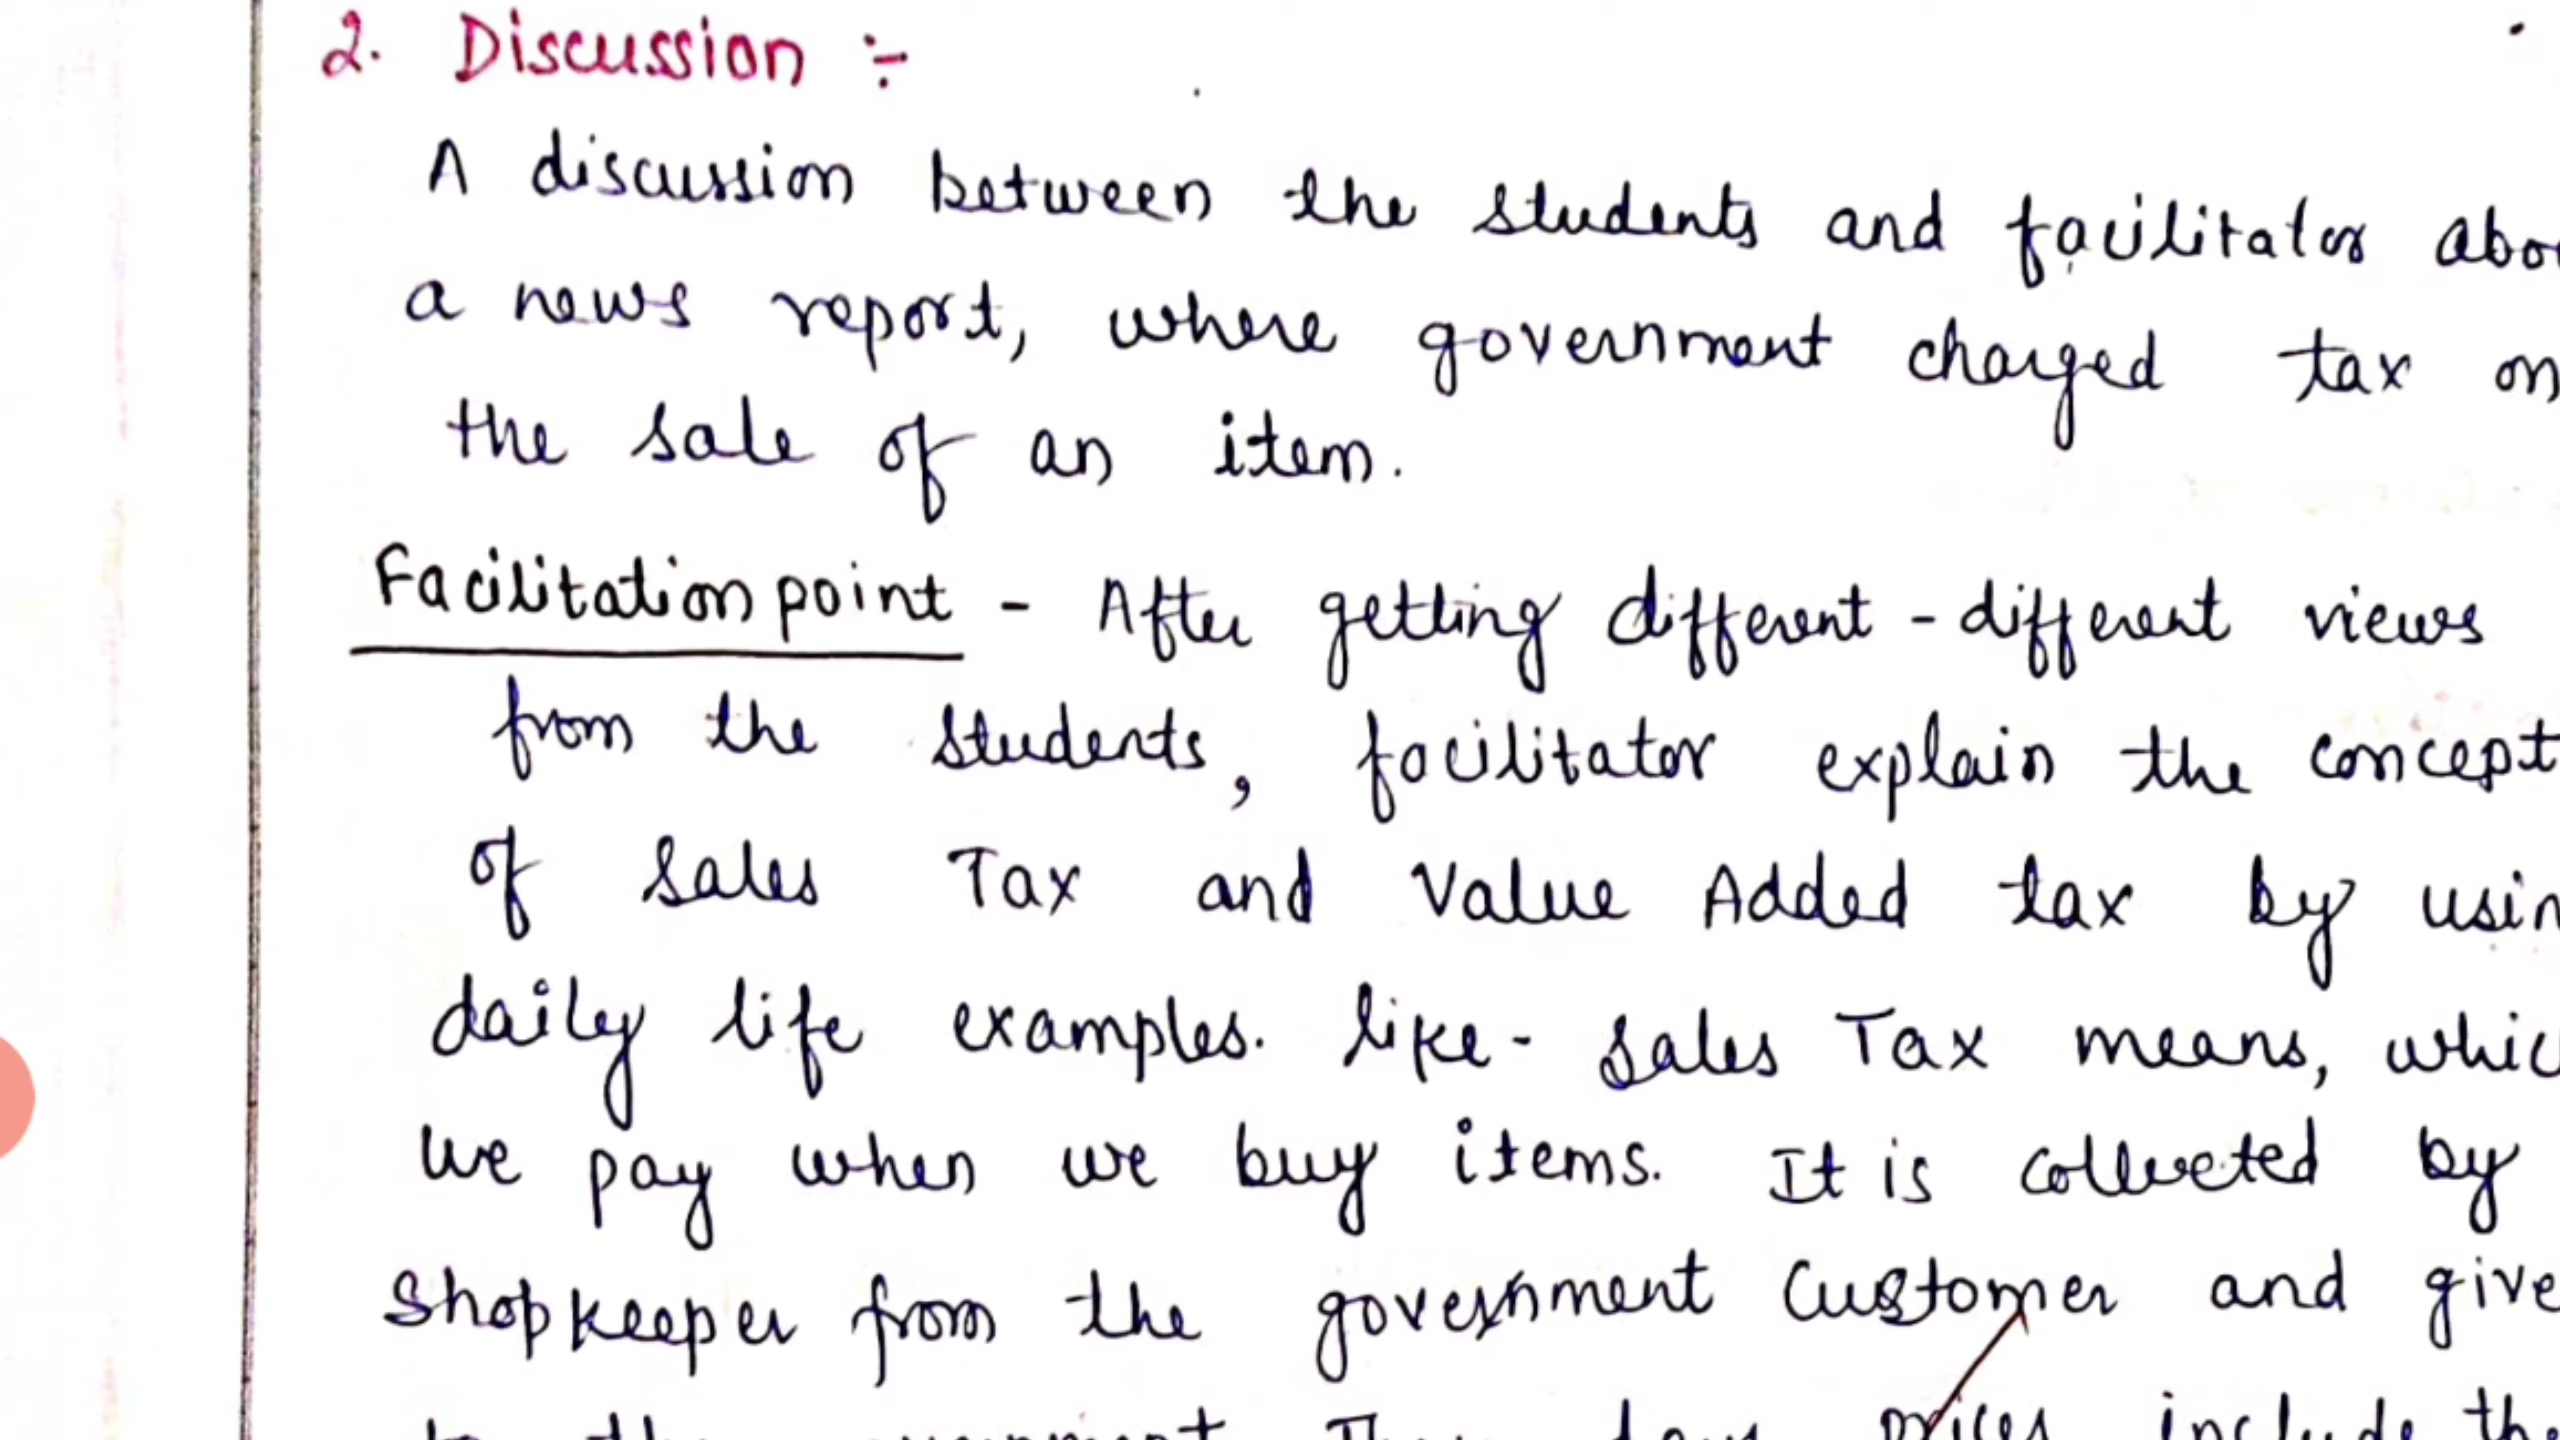 2. Discussion :-
A discussion between the students and facilitator abo
a news report, where government charged tax on
the sale of an item.
Facilitation point - After getting different - different views
from the students, facilitator explain the concept
of Sales Tax and Value Added tax by usin
daily life examples. like - Sales Tax means, whic
we pay when we buy items. It is collected by
Shopkeeper from the government Customer and give
prices include the